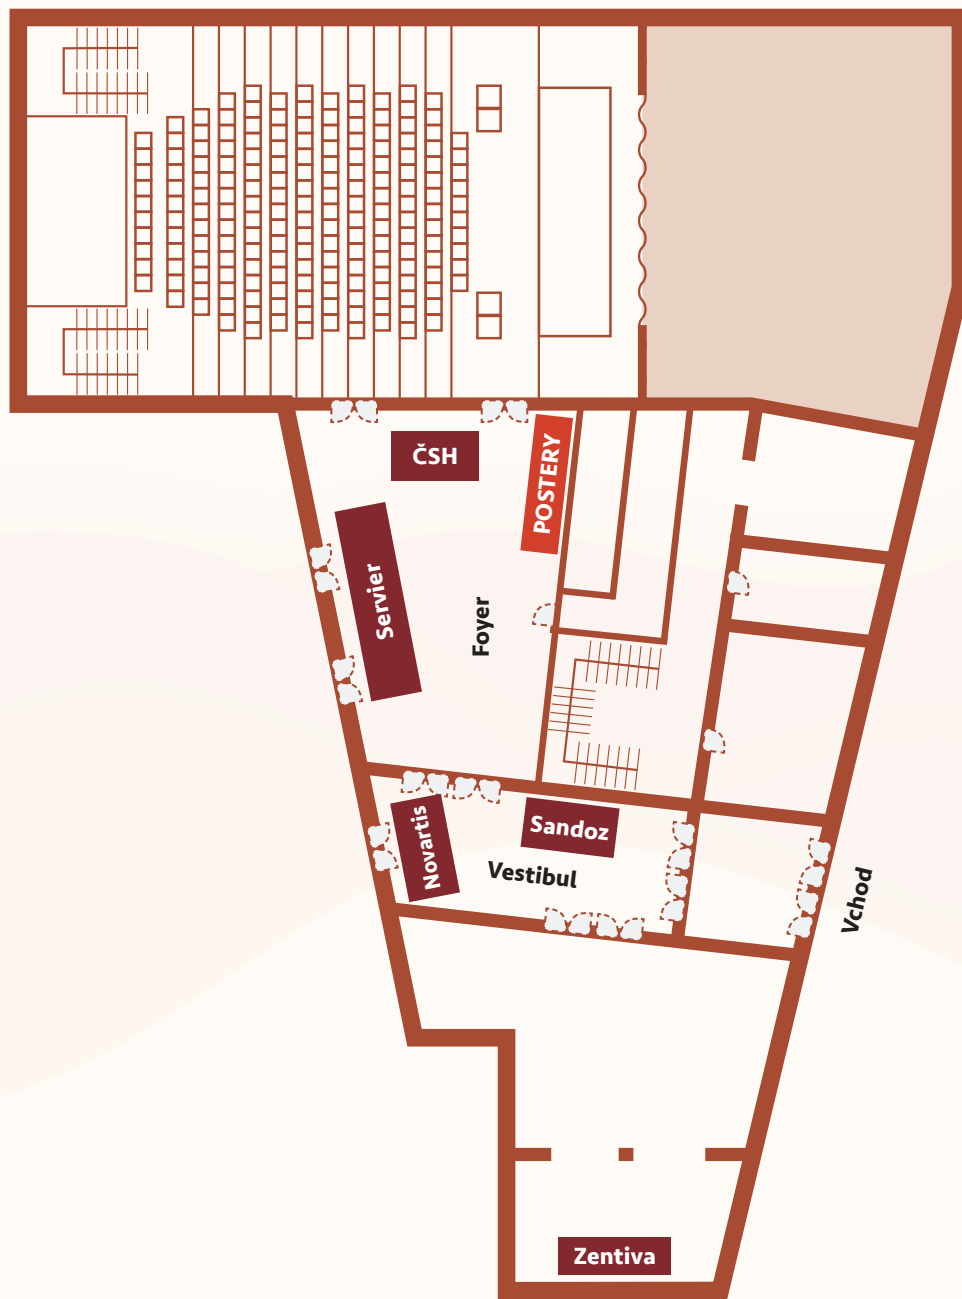 ČSH
POSTERY
Servier
Foyer
Novartis
Sandoz
Vestibul
Vchod
Zentiva